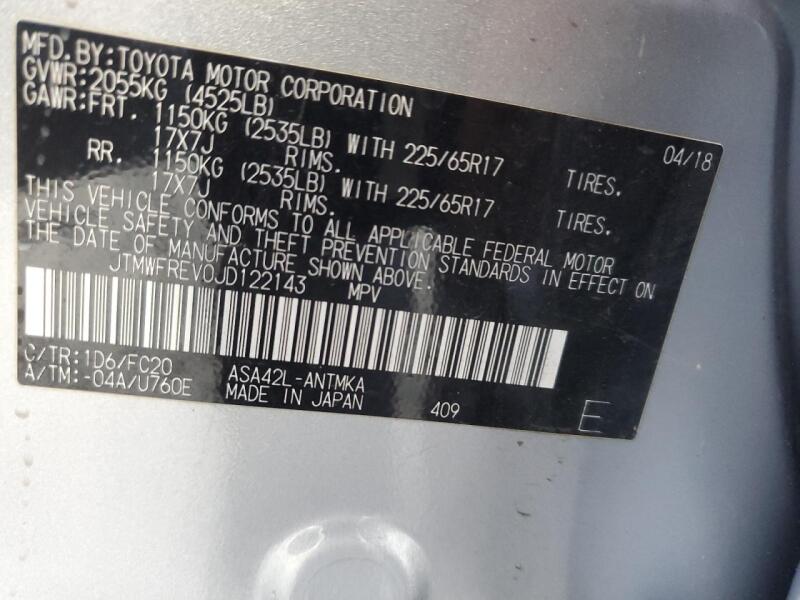 MFD.BY:TOYOTA MOTOR CORPORATION 04/18
GVWR:2055KG (4525LB)
GAWR:FRT. 1150KG (2535LB) WITH 225/65R17 TIRES.
17X7J RIMS.
RR. 1150KG (2535LB) WITH 225/65R17 TIRES.
17X7J RIMS.
THIS VEHICLE CONFORMS TO ALL APPLICABLE FEDERAL MOTOR
VEHICLE SAFETY AND THEFT PREVENTION STANDARDS IN EFFECT ON
THE DATE OF MANUFACTURE SHOWN ABOVE.
JTMWFREV0JD122143 MPV
C/TR:1D6/FC20 ASA42L-ANTMKA
A/TM:-04A/U760E MADE IN JAPAN 409 E